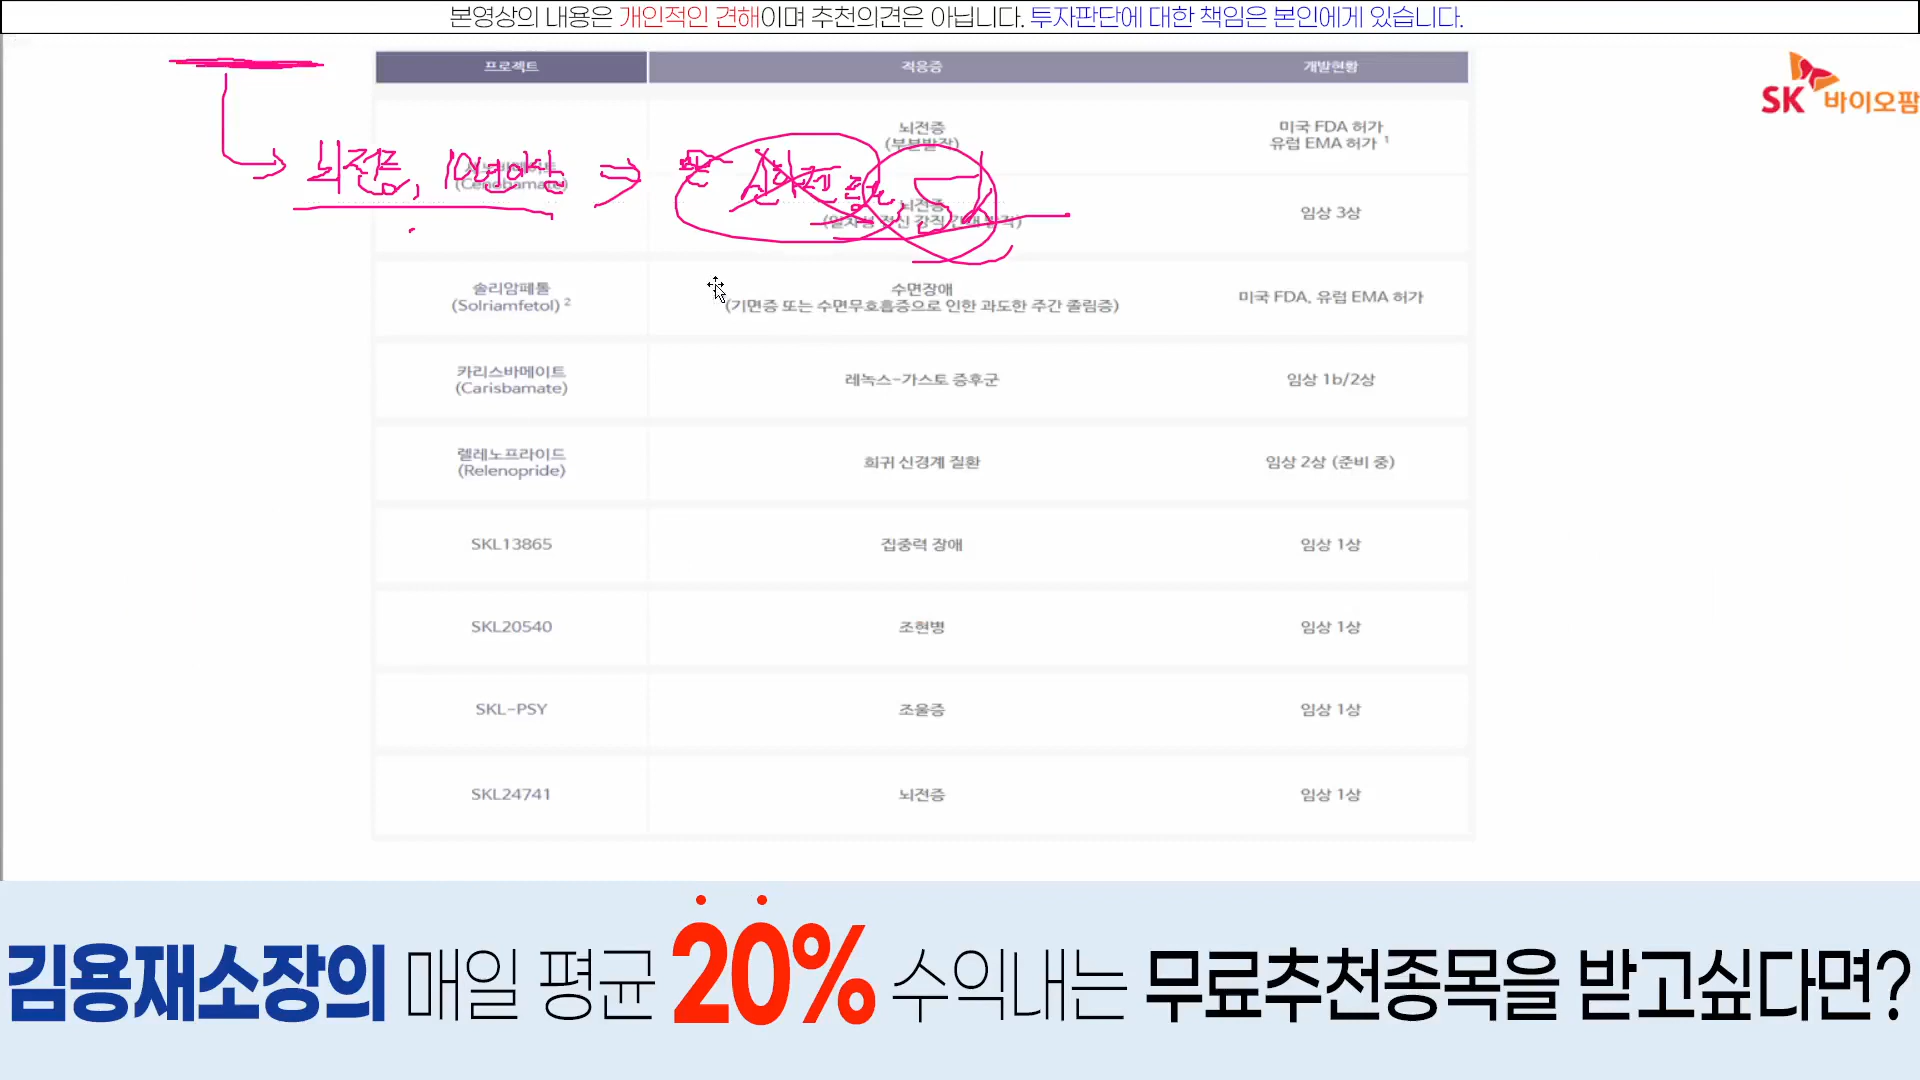 본영상의 내용은 개인적인 견해이며 추천의견은 아닙니다. 투자판단에 대한 책임은 본인에게 있습니다.
SK 바이오팜
프로젝트 적응증 개발현황
뇌전증 미국 FDA 허가
(부분발작) 유럽 EMA 허가 1
뇌전증, 10년이상
(Cenobamate)
뇌전증 임상 3상
솔리암페톨 수면장애 미국 FDA, 유럽 EMA 허가
(Solriamfetol) 2 (기면증 또는 수면무호흡증으로 인한 과도한 주간 졸림증)
카리스바메이트 레녹스-가스토 증후군 임상 1b/2상
(Carisbamate)
렐레노프라이드 희귀 신경계 질환 임상 2상 (준비 중)
(Relenopride)
SKL13865 집중력 장애 임상 1상
SKL20540 조현병 임상 1상
SKL-PSY 조울증 임상 1상
SKL24741 뇌전증 임상 1상
김용재소장의 매일 평균 20% 수익내는 무료추천종목을 받고싶다면?